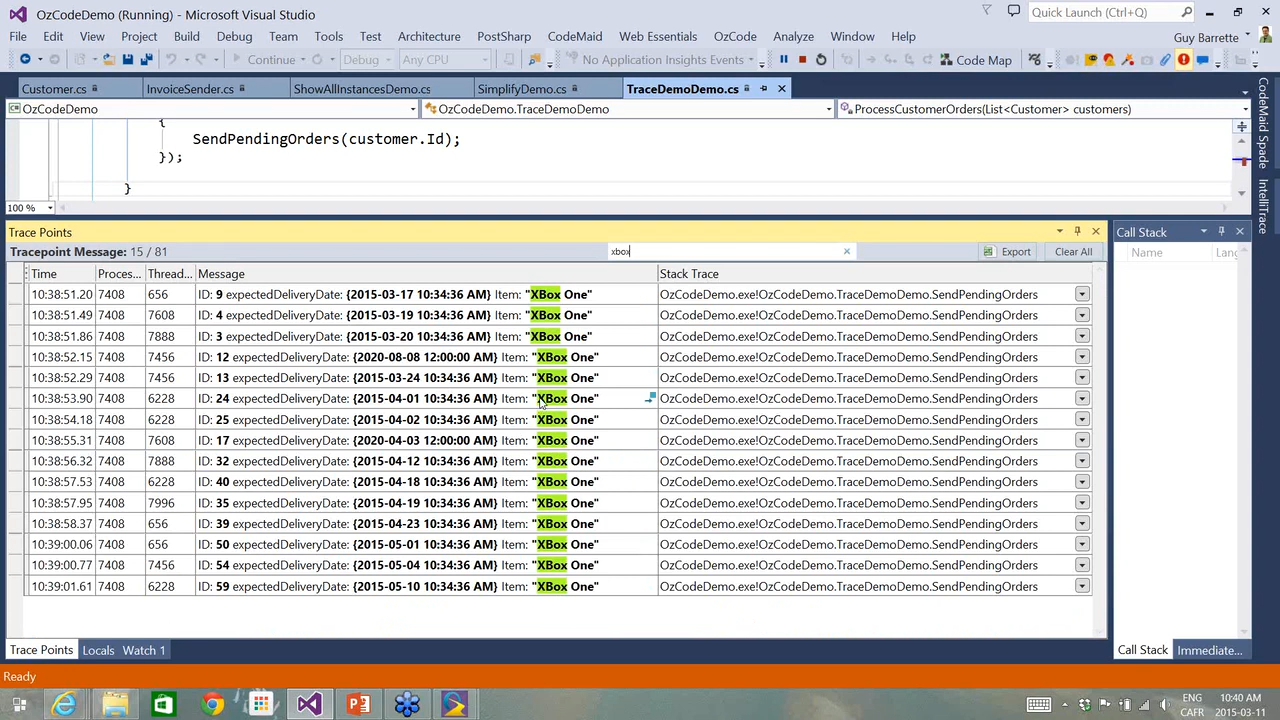 OzCodeDemo (Running) - Microsoft Visual Studio
Quick Launch (Ctrl+Q)
File Edit View Project Build Debug Team Tools Test Architecture PostSharp CodeMaid Web Essentials OzCode Analyze Window Help
Guy Barrette
Continue Debug Any CPU No Application Insights Events Code Map
Customer.cs InvoiceSender.cs ShowAllInstancesDemo.cs SimplifyDemo.cs TraceDemoDemo.cs
OzCodeDemo OzCodeDemo.TraceDemoDemo ProcessCustomerOrders(List<Customer> customers)
{
SendPendingOrders(customer.Id);
});
}
100 %
CodeMaid Spade
IntelliTrace
Trace Points
Tracepoint Message: 15 / 81
xbox
Export Clear All
Time Proces... Thread... Message Stack Trace
10:38:51.20 7408 656 ID: 9 expectedDeliveryDate: {2015-03-17 10:34:36 AM} Item: "XBox One" OzCodeDemo.exe!OzCodeDemo.TraceDemoDemo.SendPendingOrders
10:38:51.49 7408 7608 ID: 4 expectedDeliveryDate: {2015-03-19 10:34:36 AM} Item: "XBox One" OzCodeDemo.exe!OzCodeDemo.TraceDemoDemo.SendPendingOrders
10:38:51.86 7408 7888 ID: 3 expectedDeliveryDate: {2015-03-20 10:34:36 AM} Item: "XBox One" OzCodeDemo.exe!OzCodeDemo.TraceDemoDemo.SendPendingOrders
10:38:52.15 7408 7456 ID: 12 expectedDeliveryDate: {2020-08-08 12:00:00 AM} Item: "XBox One" OzCodeDemo.exe!OzCodeDemo.TraceDemoDemo.SendPendingOrders
10:38:52.29 7408 7456 ID: 13 expectedDeliveryDate: {2015-03-24 10:34:36 AM} Item: "XBox One" OzCodeDemo.exe!OzCodeDemo.TraceDemoDemo.SendPendingOrders
10:38:53.90 7408 6228 ID: 24 expectedDeliveryDate: {2015-04-01 10:34:36 AM} Item: "XBox One" OzCodeDemo.exe!OzCodeDemo.TraceDemoDemo.SendPendingOrders
10:38:54.18 7408 6228 ID: 25 expectedDeliveryDate: {2015-04-02 10:34:36 AM} Item: "XBox One" OzCodeDemo.exe!OzCodeDemo.TraceDemoDemo.SendPendingOrders
10:38:55.31 7408 7608 ID: 17 expectedDeliveryDate: {2020-04-03 12:00:00 AM} Item: "XBox One" OzCodeDemo.exe!OzCodeDemo.TraceDemoDemo.SendPendingOrders
10:38:56.32 7408 7888 ID: 32 expectedDeliveryDate: {2015-04-12 10:34:36 AM} Item: "XBox One" OzCodeDemo.exe!OzCodeDemo.TraceDemoDemo.SendPendingOrders
10:38:57.53 7408 6228 ID: 40 expectedDeliveryDate: {2015-04-18 10:34:36 AM} Item: "XBox One" OzCodeDemo.exe!OzCodeDemo.TraceDemoDemo.SendPendingOrders
10:38:57.95 7408 7996 ID: 35 expectedDeliveryDate: {2015-04-19 10:34:36 AM} Item: "XBox One" OzCodeDemo.exe!OzCodeDemo.TraceDemoDemo.SendPendingOrders
10:38:58.37 7408 656 ID: 39 expectedDeliveryDate: {2015-04-23 10:34:36 AM} Item: "XBox One" OzCodeDemo.exe!OzCodeDemo.TraceDemoDemo.SendPendingOrders
10:39:00.06 7408 656 ID: 50 expectedDeliveryDate: {2015-05-01 10:34:36 AM} Item: "XBox One" OzCodeDemo.exe!OzCodeDemo.TraceDemoDemo.SendPendingOrders
10:39:00.77 7408 7456 ID: 54 expectedDeliveryDate: {2015-05-04 10:34:36 AM} Item: "XBox One" OzCodeDemo.exe!OzCodeDemo.TraceDemoDemo.SendPendingOrders
10:39:01.61 7408 6228 ID: 59 expectedDeliveryDate: {2015-05-10 10:34:36 AM} Item: "XBox One" OzCodeDemo.exe!OzCodeDemo.TraceDemoDemo.SendPendingOrders
Call Stack
Name Lang
Trace Points Locals Watch 1
Call Stack Immediate...
Ready
ENG 10:40 AM
CAFR 2015-03-11